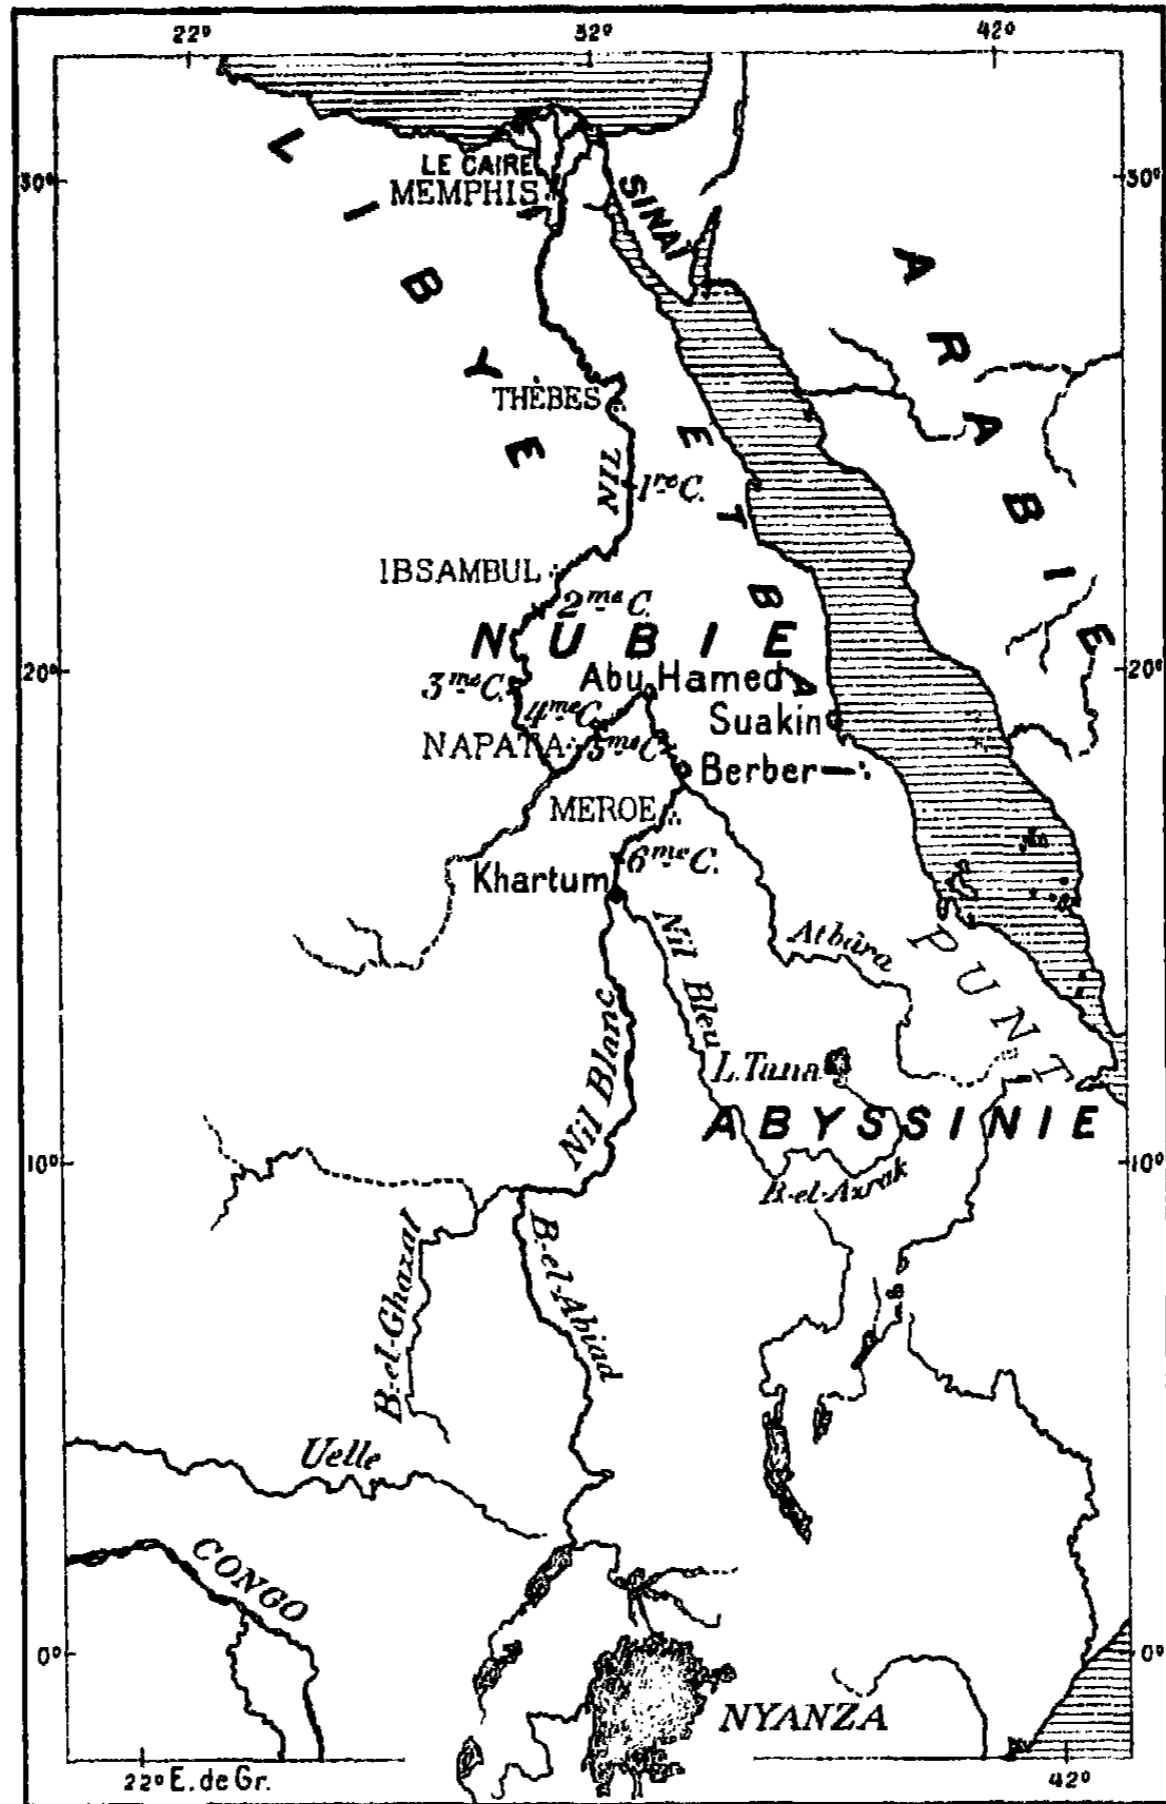 22° 32° 42°
LIBYE
LE CAIRE
30° MEMPHIS SINAI 30°
ARABIE
THÈBES
ETBAI
NIL
1re C.
IBSAMBUL
2me C.
NUBIE
20° 20°
3me C. Abu Hamed
4me C. Suakin
NAPATA 5me C.
Berber
MEROE
6me C.
Khartum
PUNT
Nil Bleu
Atbâra
Nil Blanc
L. Tana
ABYSSINIE
10° 10°
B-el-Azrak
B-el-Ghazal
B-el-Abiad
Uelle
CONGO
0° 0°
NYANZA
22° E. de Gr. 42°